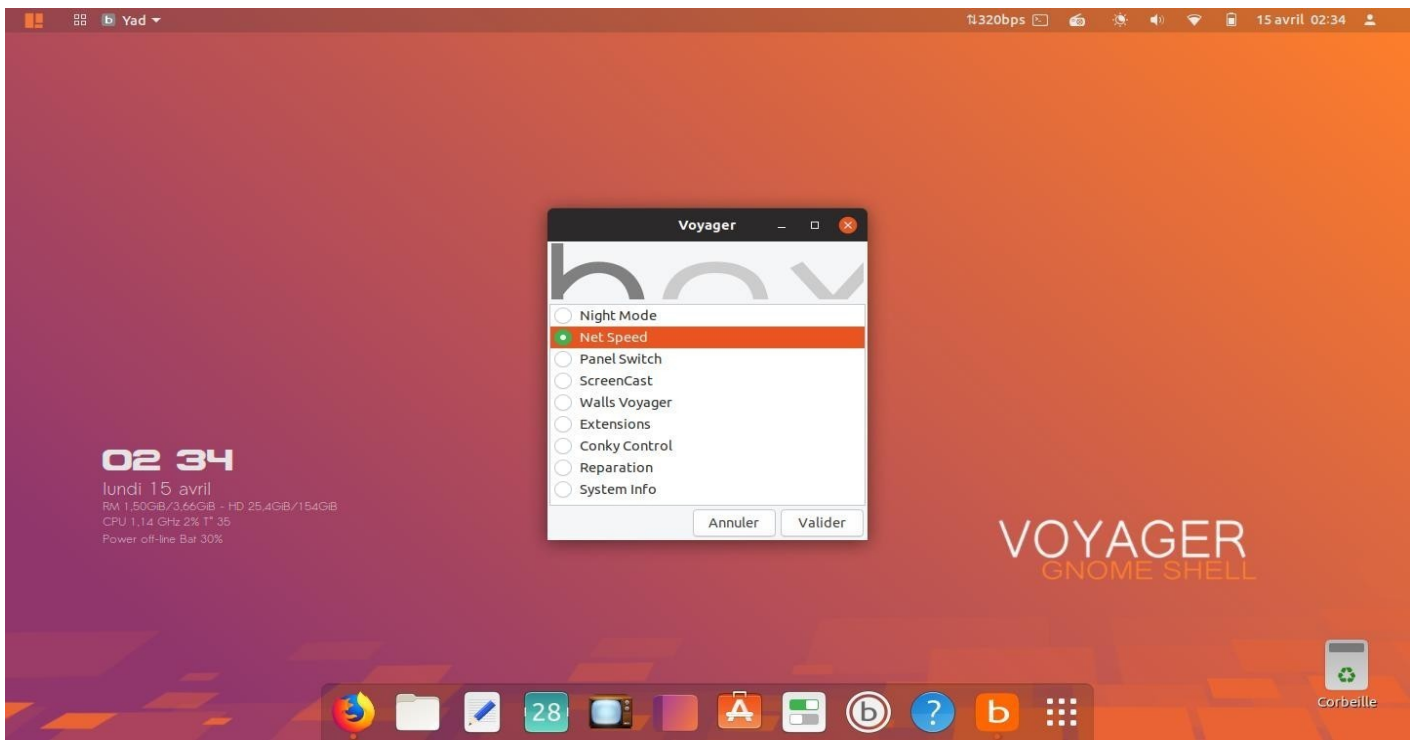 Yad
⇅320bps
15 avril 02:34
Voyager
Night Mode
Net Speed
Panel Switch
ScreenCast
Walls Voyager
Extensions
Conky Control
Reparation
System Info
Annuler
Valider
02 34
lundi 15 avril
RM 1,50GiB/3,66GiB - HD 25,4GiB/154GiB
CPU 1,14 GHz 2% T° 35
Power off-line Bat 30%
VOYAGER
GNOME SHELL
28
Corbeille